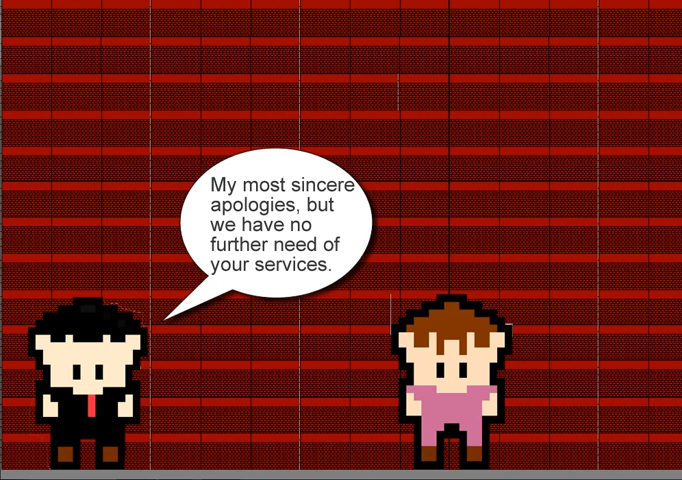 My most sincere
apologies, but
we have no
further need of
your services.